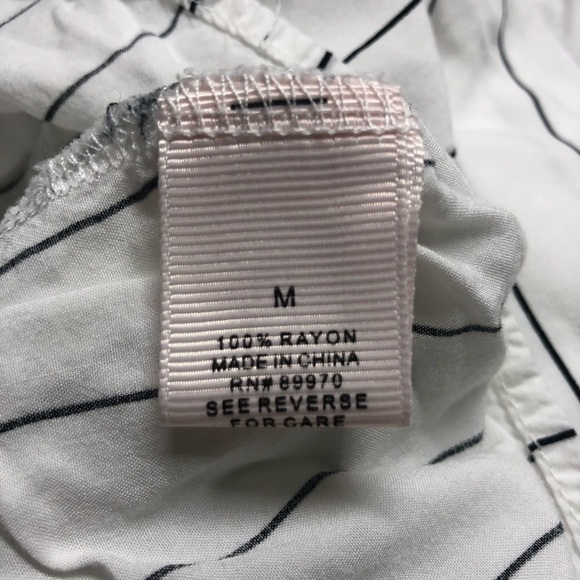 M
100% RAYON
MADE IN CHINA
RN# 89970
SEE REVERSE
FOR CARE